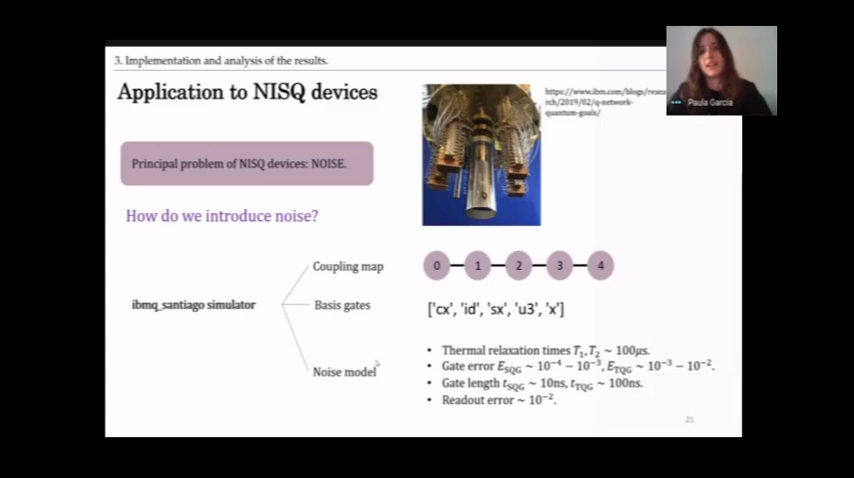 3. Implementation and analysis of the results.
Application to NISQ devices
https://www.ibm.com/blogs/resea
rch/2019/02/q-network-
quantum-goals/
Paula García
Principal problem of NISQ devices: NOISE.
How do we introduce noise?
Coupling map
0 1 2 3 4
ibmq_santiago simulator
Basis gates
['cx', 'id', 'sx', 'u3', 'x']
Noise model
• Thermal relaxation times T₁, T₂ ~ 100μs.
• Gate error E_SQG ~ 10⁻⁴ − 10⁻³, E_TQG ~ 10⁻³ − 10⁻².
• Gate length t_SQG ~ 10ns, t_TQG ~ 100ns.
• Readout error ~ 10⁻².
21